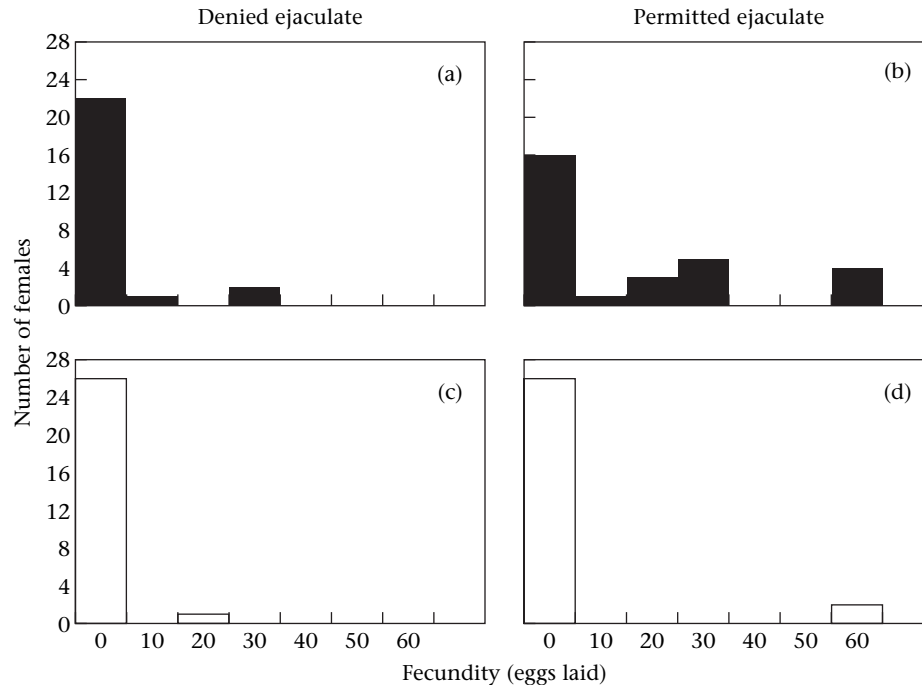 Denied ejaculate
Permitted ejaculate
28
24
20
16
12
8
4
0
(a)
(b)
Number of females
28
24
20
16
12
8
4
0
(c)
(d)
0 10 20 30 40 50 60
0 10 20 30 40 50 60
Fecundity (eggs laid)